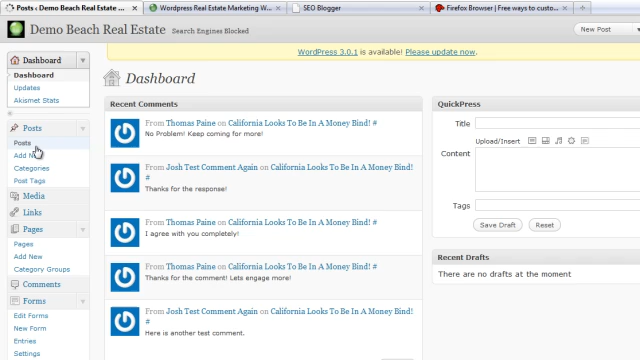 Posts ‹ Demo Beach Real Estate ...
Wordpress Real Estate Marketing W...
SEO Blogger
Firefox Browser | Free ways to custo...
Demo Beach Real Estate
Search Engines Blocked
New Post
WordPress 3.0.1 is available! Please update now.
Dashboard
Dashboard
Updates
Akismet Stats
Posts
Posts
Add
Categories
Post Tags
Media
Links
Pages
Pages
Add New
Category Groups
Comments
Forms
Edit Forms
New Form
Entries
Settings
Dashboard
Recent Comments
From Thomas Paine on California Looks To Be In A Money Bind! #
No Problem! Keep coming for more!
From Josh Test Comment Again on California Looks To Be In A Money Bind!
#
Thanks for the response!
From Thomas Paine on California Looks To Be In A Money Bind! #
I agree with you completely!
From Thomas Paine on California Looks To Be In A Money Bind! #
Thanks for the comment! Lets engage more!
From Josh Test Comment Again on California Looks To Be In A Money Bind!
#
Here is another test comment.
QuickPress
Title
Upload/Insert
Content
Tags
Save Draft
Reset
Recent Drafts
There are no drafts at the moment